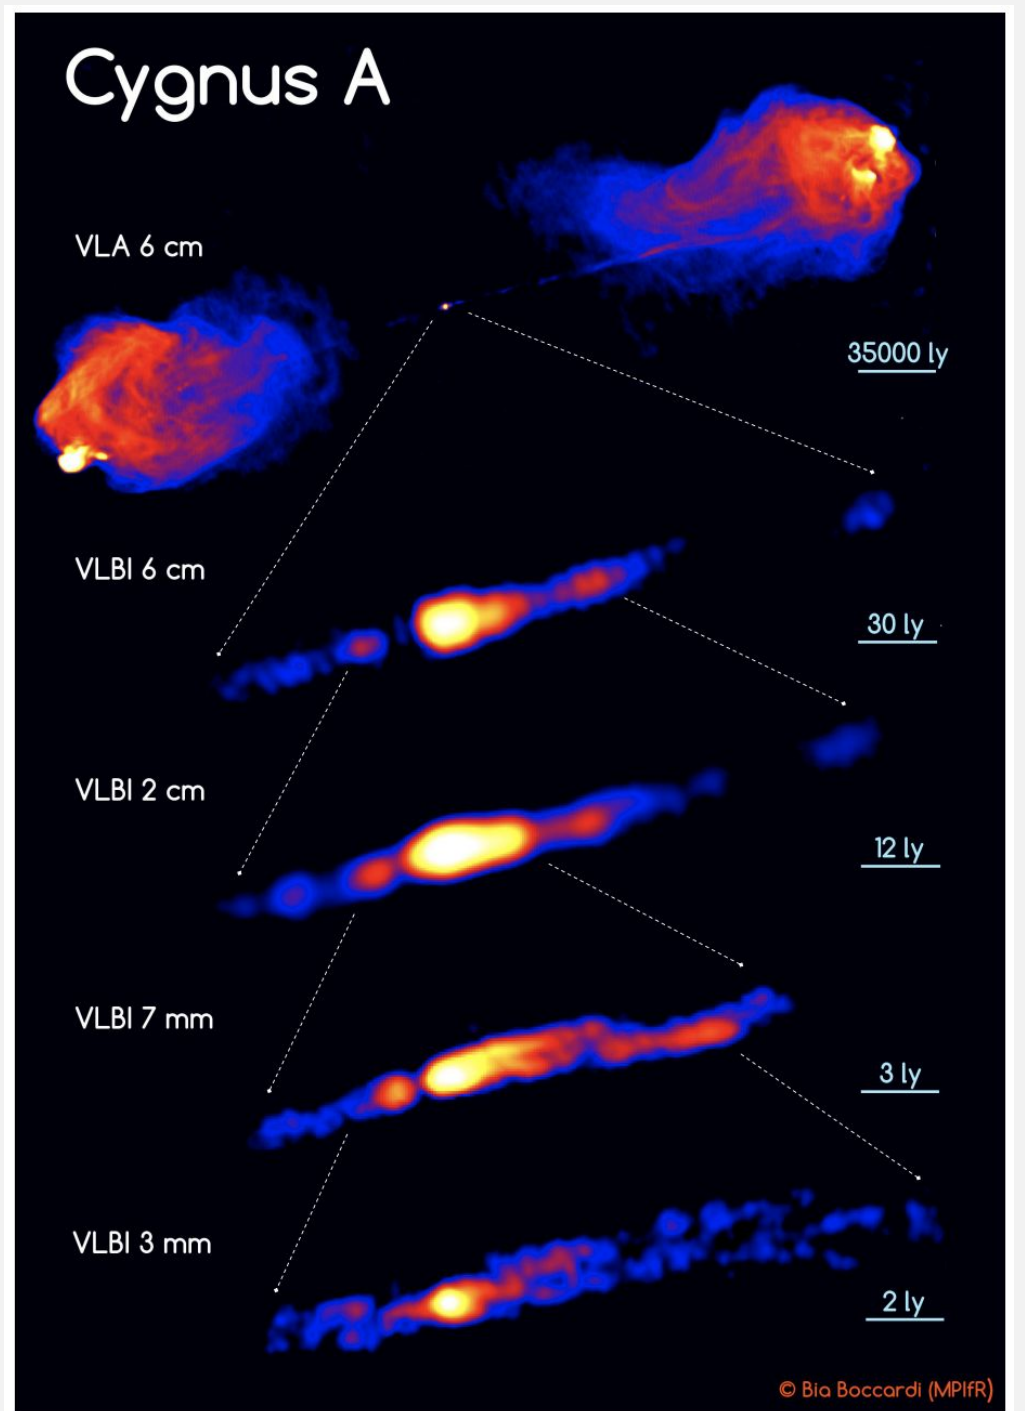 Cygnus A
VLA 6 cm
35000 ly
VLBI 6 cm
30 ly
VLBI 2 cm
12 ly
VLBI 7 mm
3 ly
VLBI 3 mm
2 ly
© Bia Boccardi (MPIfR)